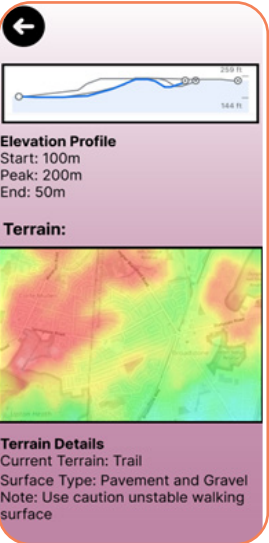 259 ft
144 ft
Elevation Profile
Start: 100m
Peak: 200m
End: 50m
Terrain:
Terrain Details
Current Terrain: Trail
Surface Type: Pavement and Gravel
Note: Use caution unstable walking
surface